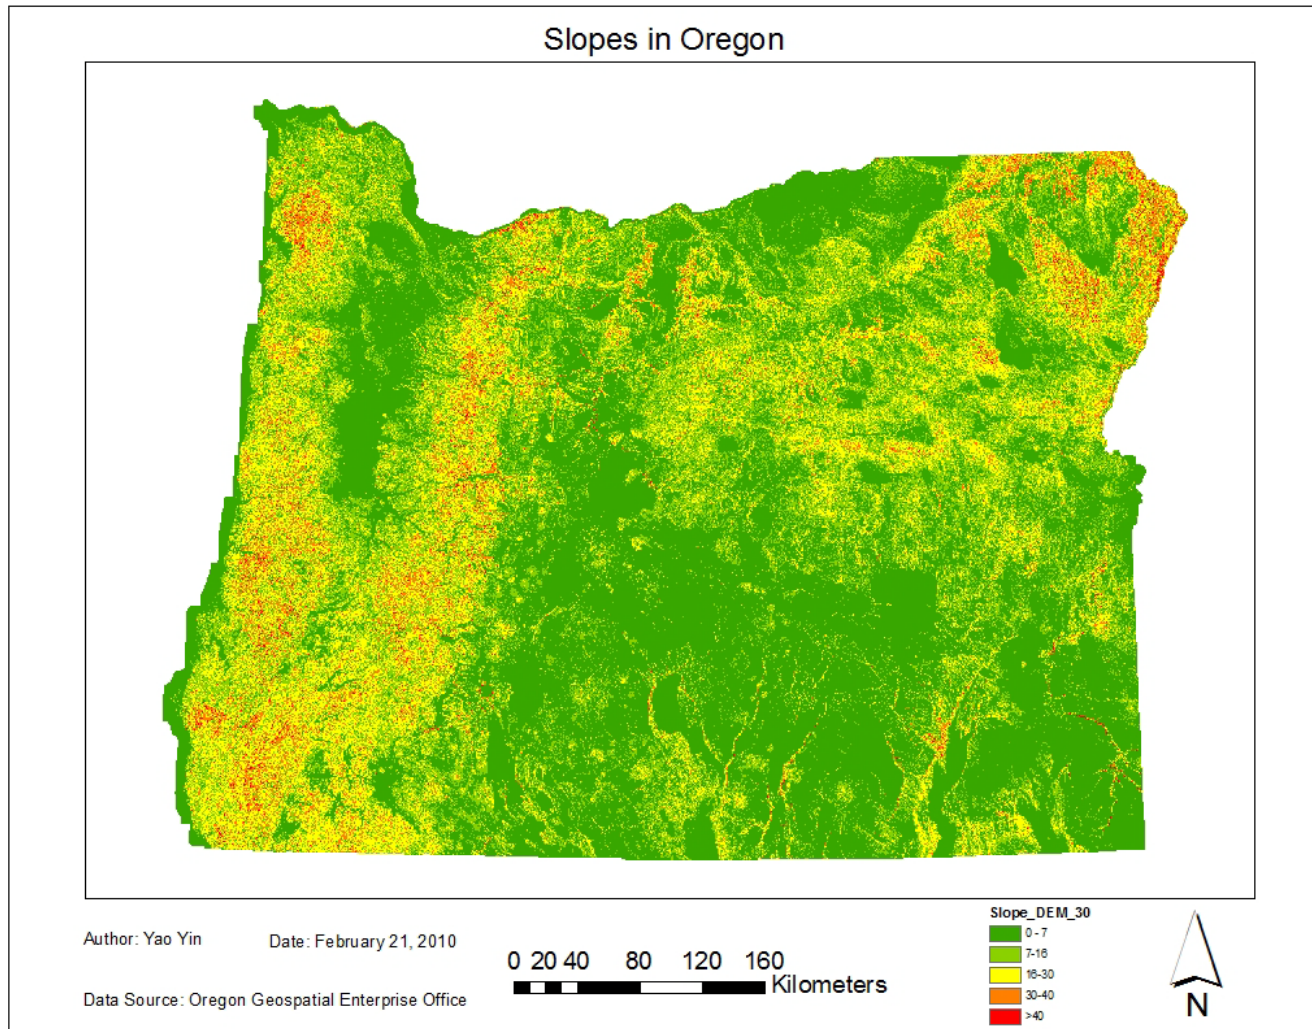 Slopes in Oregon
Author: Yao Yin
Date: February 21, 2010
Data Source: Oregon Geospatial Enterprise Office
0 20 40 80 120 160
Kilometers
Slope_DEM_30
0 - 7
7-16
16-30
30-40
>40
N